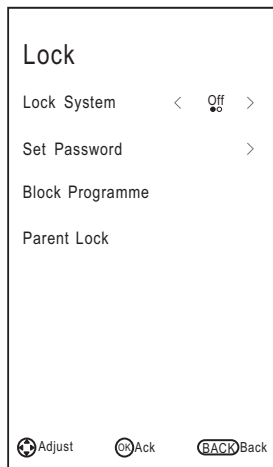 Lock
Lock System < Off >
Set Password >
Block Programme
Parent Lock
Adjust OK Ack BACK Back